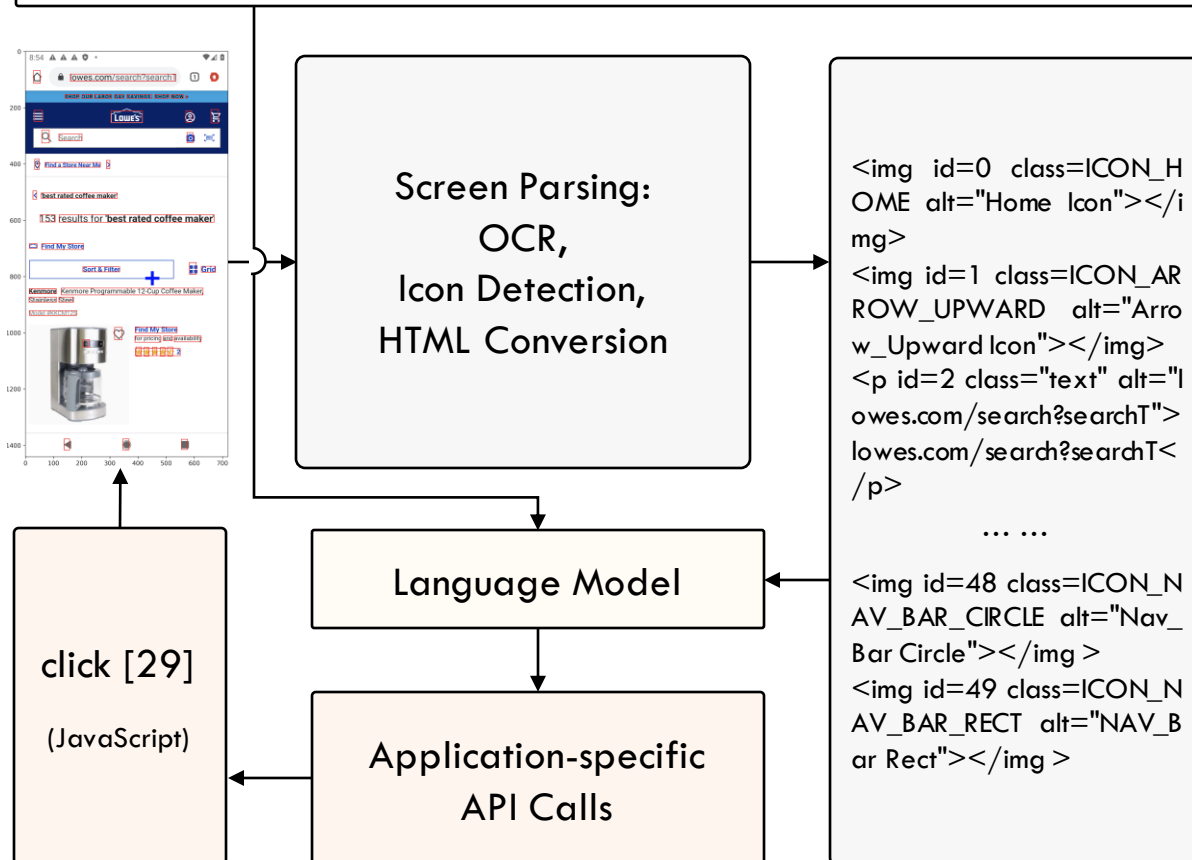 0
200
400
600
800
1000
1200
1400
0 100 200 300 400 500 600 700
8:54
lowes.com/search?searchT
1
SHOP OUR LABOR DAY SAVINGS! SHOP NOW >
LOWE'S
Search
Find a Store Near Me >
< 'best rated coffee maker'
153 results for 'best rated coffee maker'
Find My Store
Sort & Filter
Grid
Kenmore Kenmore Programmable 12-Cup Coffee Maker,
Stainless Steel
Find My Store
for pricing and availability
2
Screen Parsing:
OCR,
Icon Detection,
HTML Conversion
<img id=0 class=ICON_H
OME alt="Home Icon"></i
mg>
<img id=1 class=ICON_AR
ROW_UPWARD alt="Arro
w_Upward Icon"></img>
<p id=2 class="text" alt="l
owes.com/search?searchT">
lowes.com/search?searchT<
/p>
... ...
<img id=48 class=ICON_N
AV_BAR_CIRCLE alt="Nav_
Bar Circle"></img >
<img id=49 class=ICON_N
AV_BAR_RECT alt="NAV_B
ar Rect"></img >
Language Model
click [29]
(JavaScript)
Application-specific
API Calls